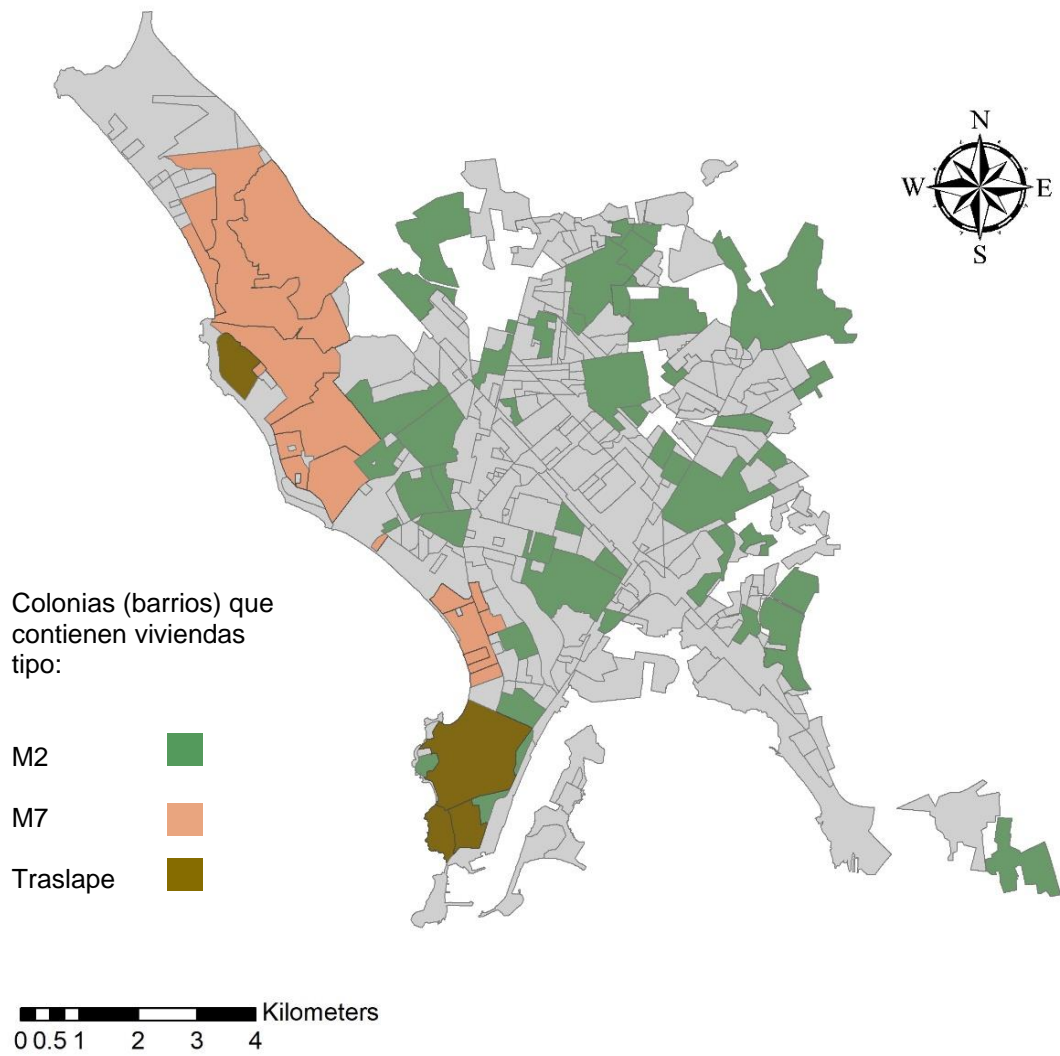 N
W E
S
Colonias (barrios) que
contienen viviendas
tipo:
M2
M7
Traslape
Kilometers
0 0.5 1 2 3 4